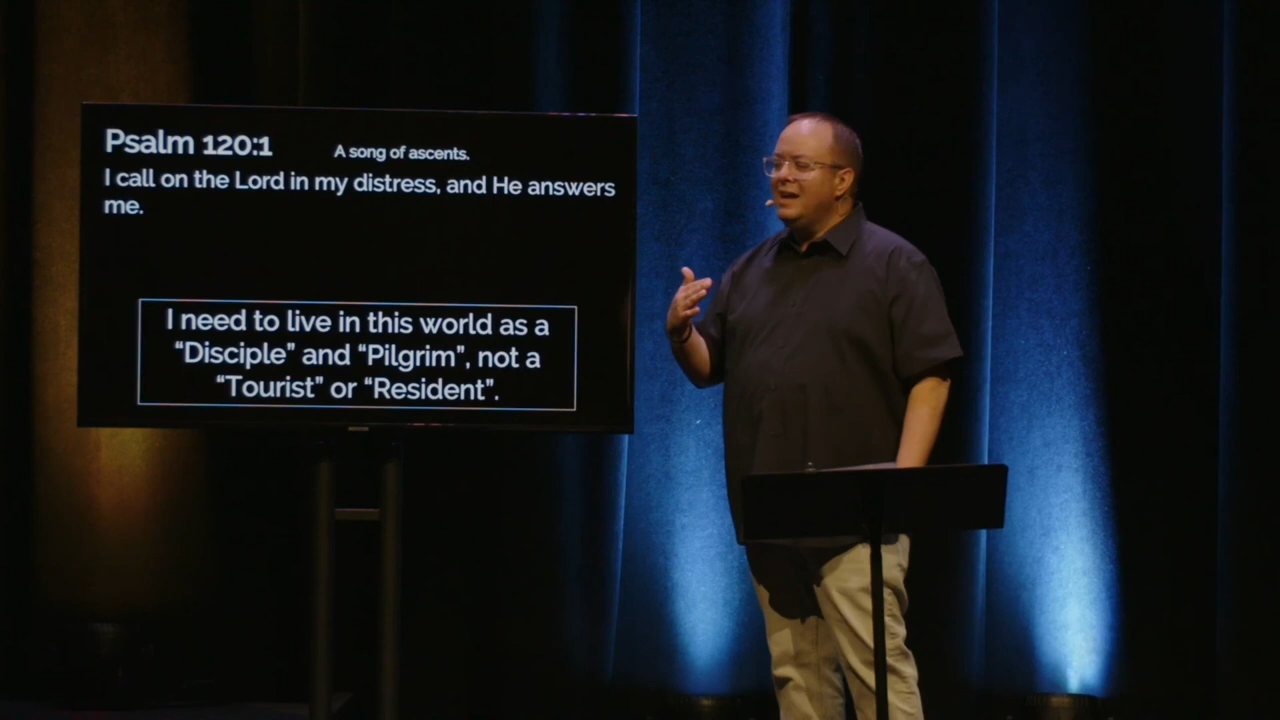 Psalm 120:1 A song of ascents.
I call on the Lord in my distress, and He answers
me.
I need to live in this world as a
“Disciple” and “Pilgrim”, not a
“Tourist” or “Resident”.